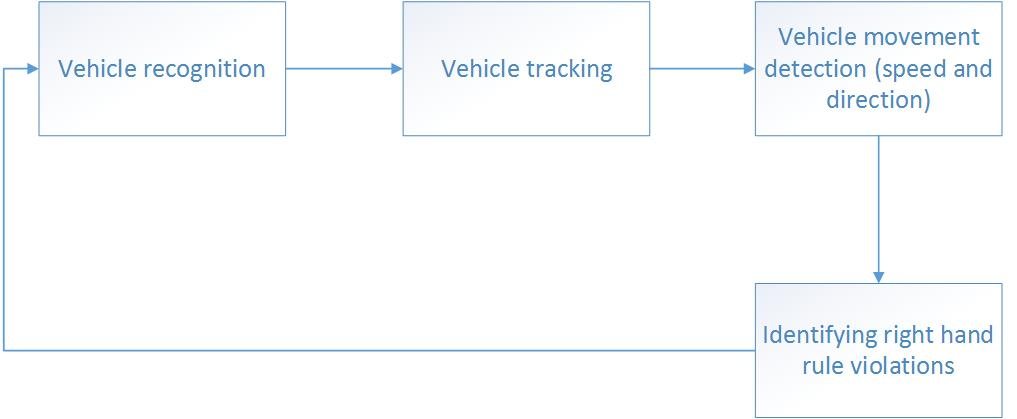 Vehicle recognition
Vehicle tracking
Vehicle movement
detection (speed and
direction)
Identifying right hand
rule violations